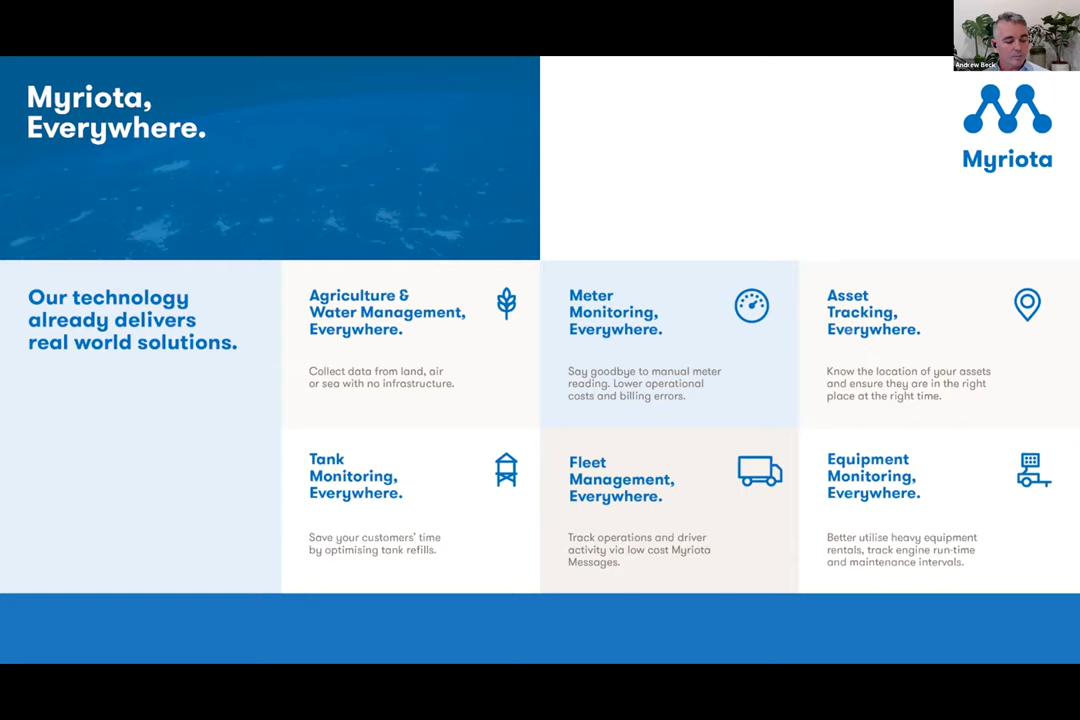 Andrew Beck
Myriota,
Everywhere.
Myriota
Our technology
already delivers
real world solutions.
Agriculture &
Water Management,
Everywhere.
Collect data from land, air
or sea with no infrastructure.
Meter
Monitoring,
Everywhere.
Say goodbye to manual meter
reading. Lower operational
costs and billing errors.
Asset
Tracking,
Everywhere.
Know the location of your assets
and ensure they are in the right
place at the right time.
Tank
Monitoring,
Everywhere.
Save your customers’ time
by optimising tank refills.
Fleet
Management,
Everywhere.
Track operations and driver
activity via low cost Myriota
Messages.
Equipment
Monitoring,
Everywhere.
Better utilise heavy equipment
rentals, track engine run-time
and maintenance intervals.